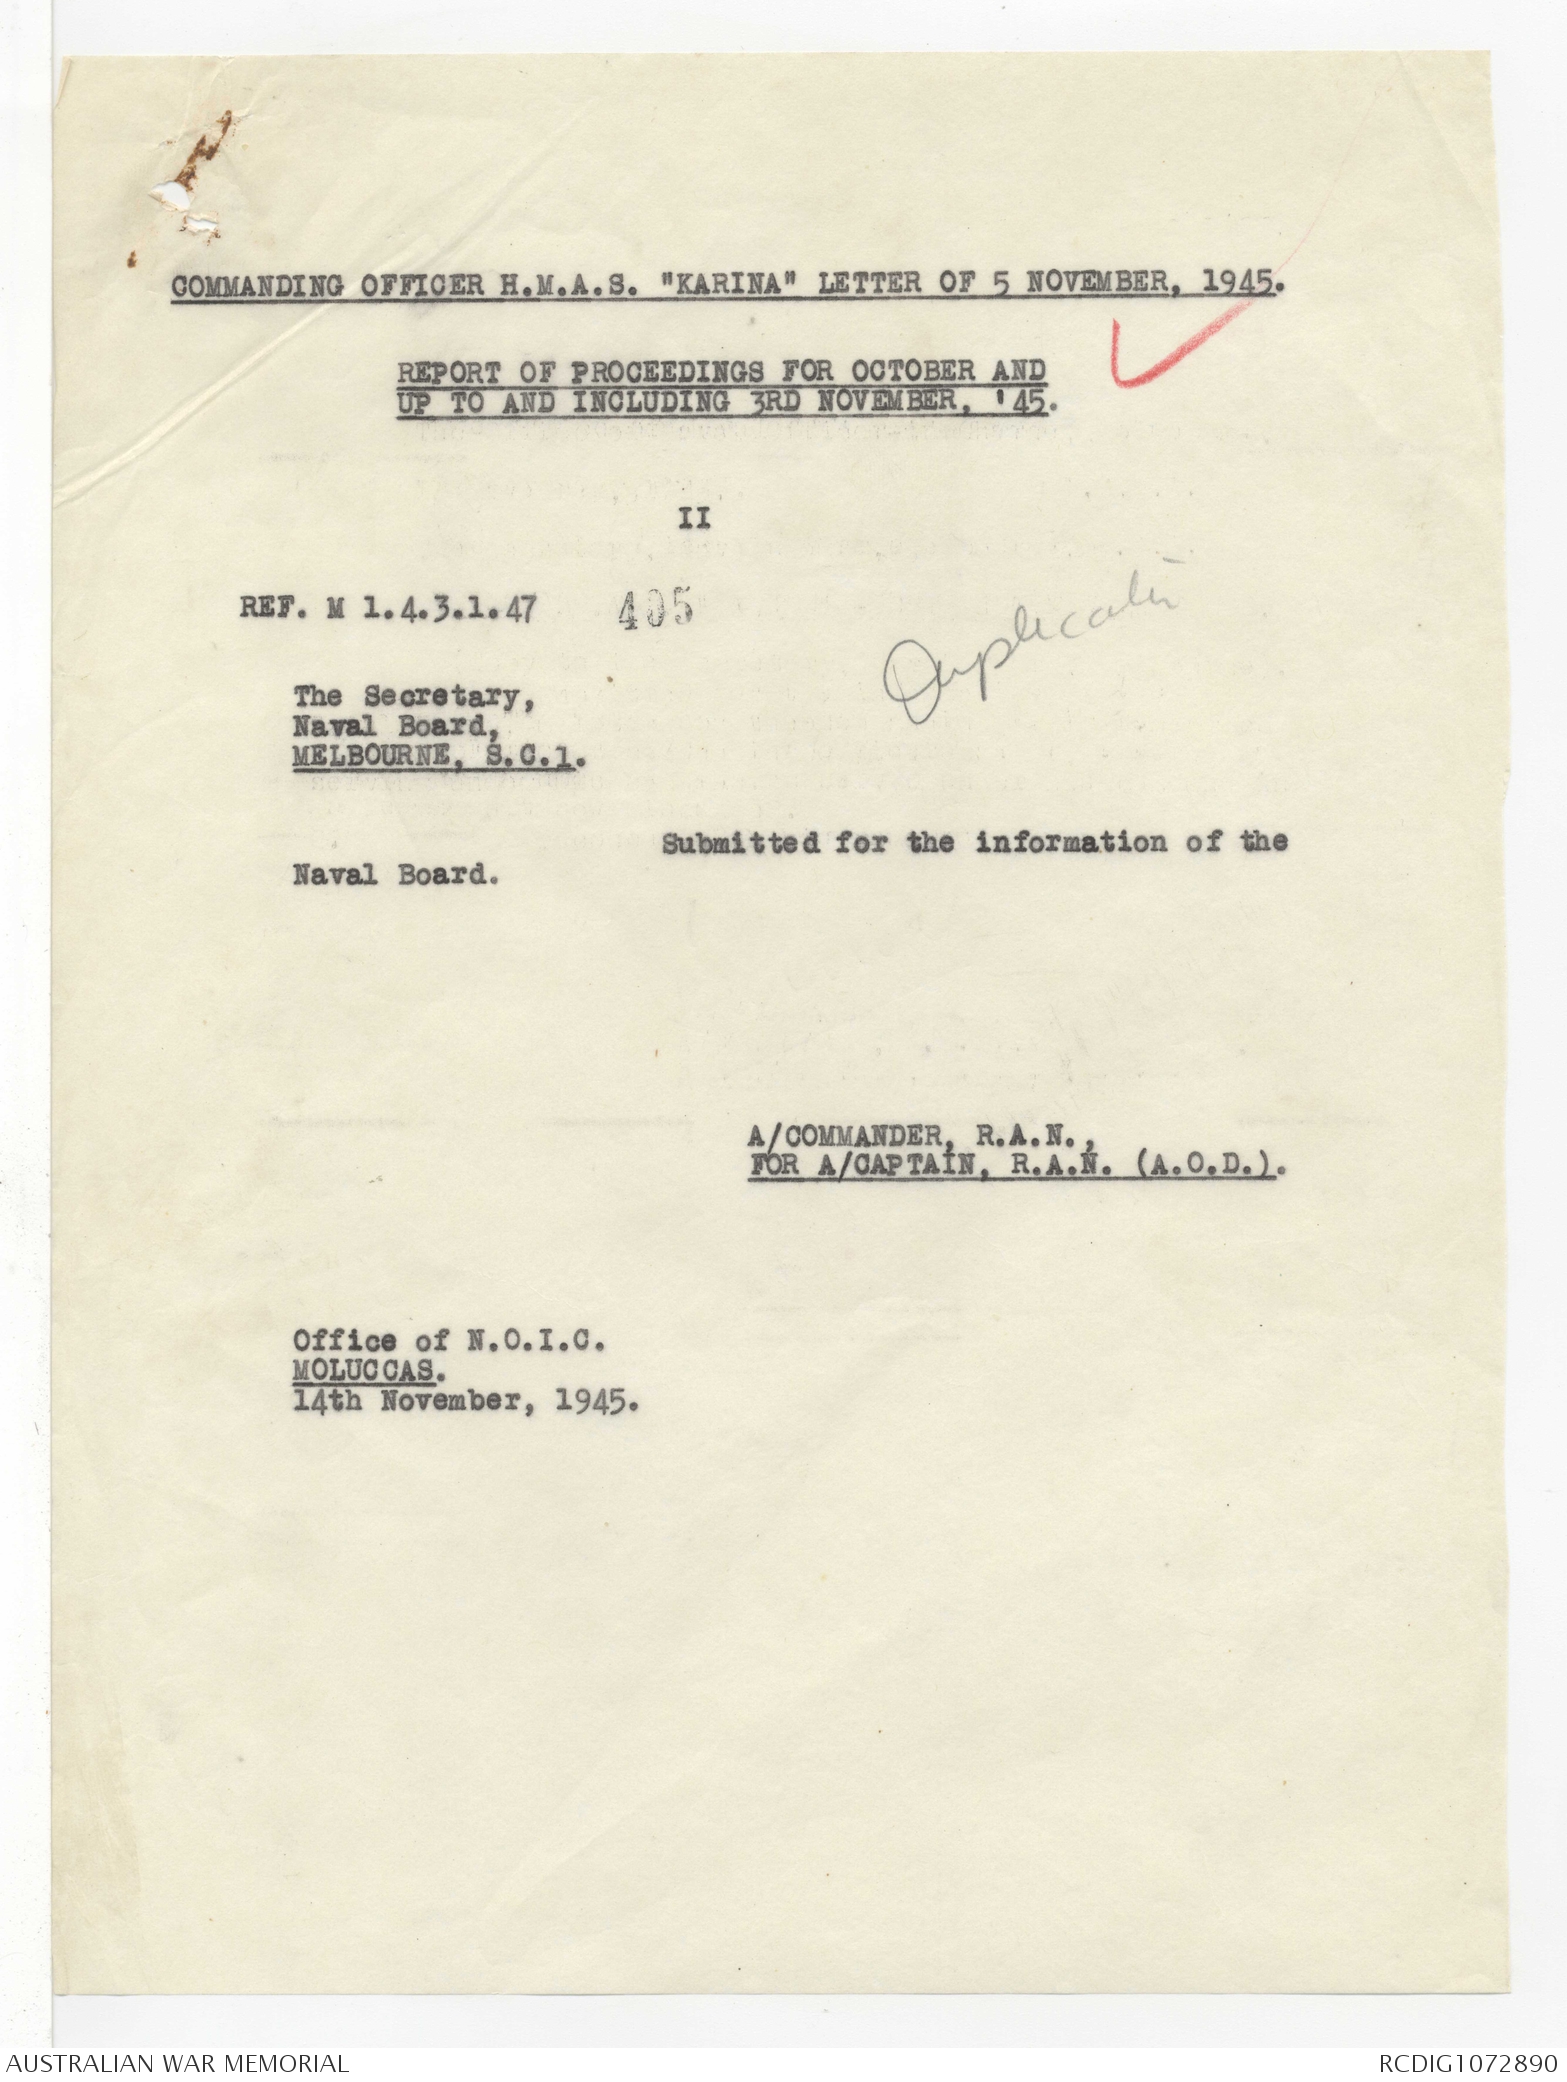 COMMANDING OFFICER H.M.A.S. "KARINA" LETTER OF 5 NOVEMBER, 1945.
REPORT OF PROCEEDINGS FOR OCTOBER AND
UP TO AND INCLUDING 3RD NOVEMBER, '45.
II
REF. M 1.4.3.1.47 405
Duplicate
The Secretary,
Naval Board,
MELBOURNE, S.C.1.
Submitted for the information of the
Naval Board.
A/COMMANDER, R.A.N.,
FOR A/CAPTAIN, R.A.N. (A.O.D.).
Office of N.O.I.C.
MOLUCCAS.
14th November, 1945.
AUSTRALIAN WAR MEMORIAL
RCDIG1072890